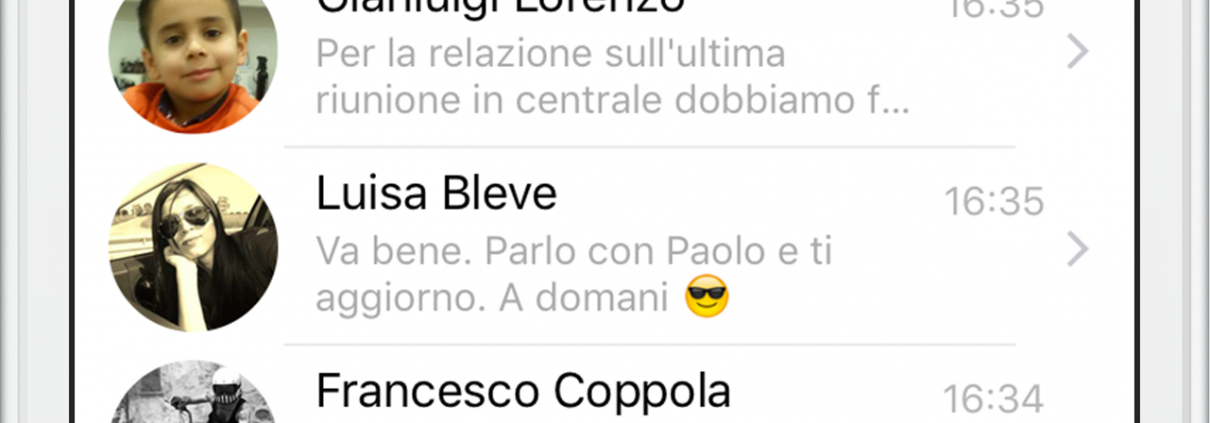 Gianluigi Lorenzo
16:35
Per la relazione sull'ultima
riunione in centrale dobbiamo f...
Luisa Bleve
16:35
Va bene. Parlo con Paolo e ti
aggiorno. A domani 😎
Francesco Coppola
16:34